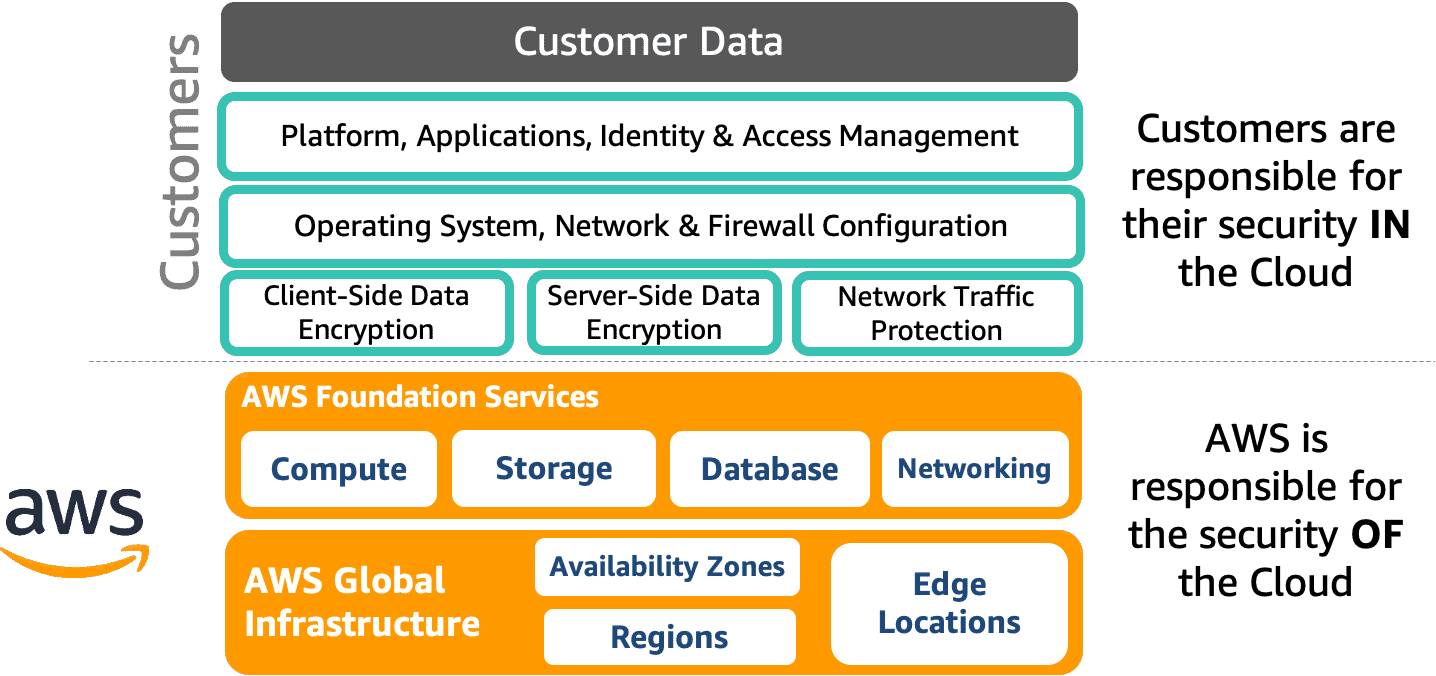 Customers
Customer Data
Platform, Applications, Identity & Access Management
Operating System, Network & Firewall Configuration
Client-Side Data
Encryption
Server-Side Data
Encryption
Network Traffic
Protection
Customers are
responsible for
their security IN
the Cloud
aws
AWS Foundation Services
Compute
Storage
Database
Networking
AWS Global
Infrastructure
Availability Zones
Regions
Edge
Locations
AWS is
responsible for
the security OF
the Cloud